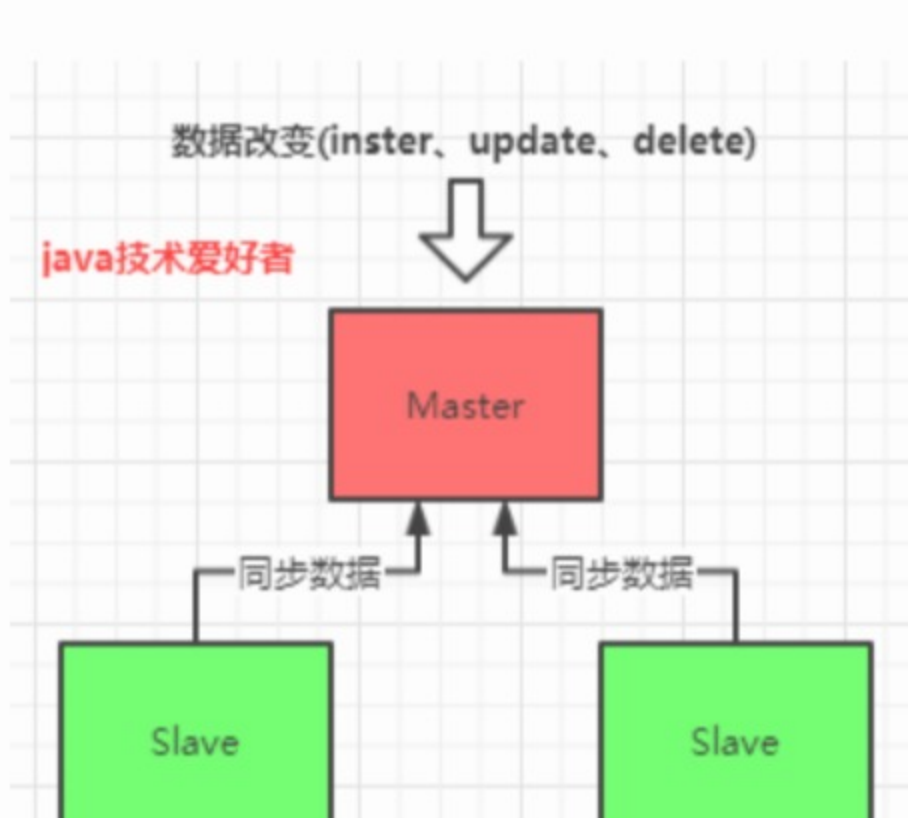 数据改变(inster、update、delete)
java技术爱好者
Master
同步数据
同步数据
Slave
Slave